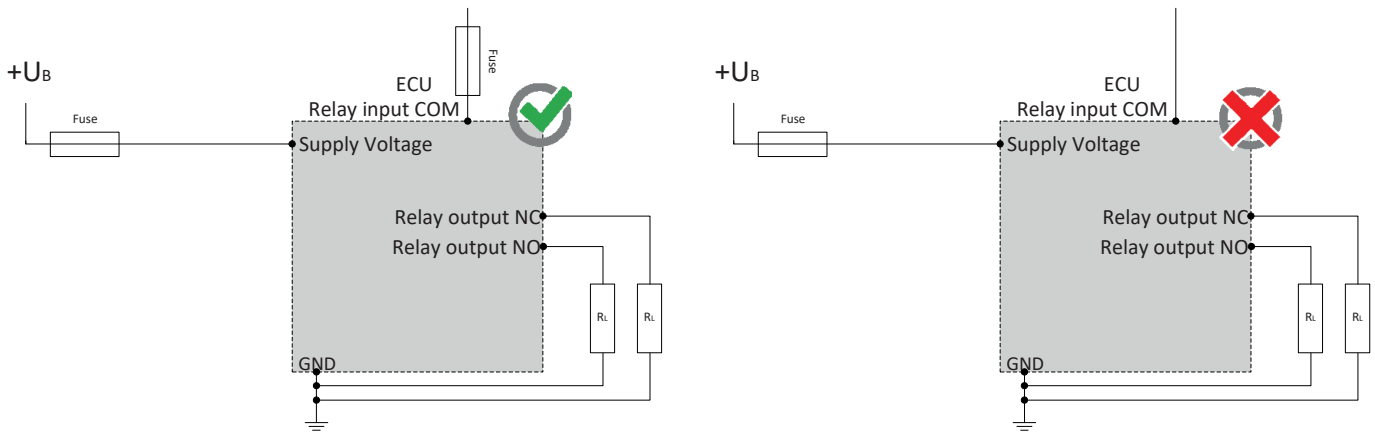 Fuse
+UB
ECU
Relay input COM
Fuse
Supply Voltage
Relay output NC
Relay output NO
RL
RL
GND
+UB
ECU
Relay input COM
Fuse
Supply Voltage
Relay output NC
Relay output NO
RL
RL
GND